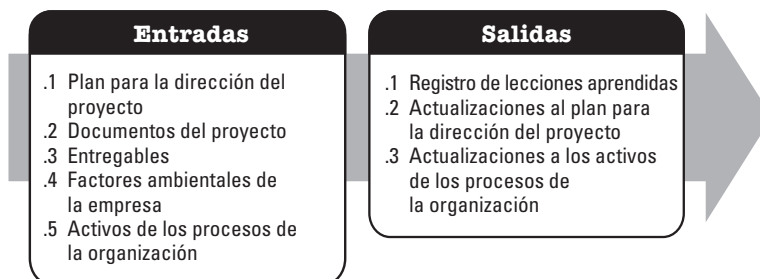 Entradas
.1 Plan para la dirección del
proyecto
.2 Documentos del proyecto
.3 Entregables
.4 Factores ambientales de
la empresa
.5 Activos de los procesos de
la organización
Salidas
.1 Registro de lecciones aprendidas
.2 Actualizaciones al plan para
la dirección del proyecto
.3 Actualizaciones a los activos
de los procesos de
la organización